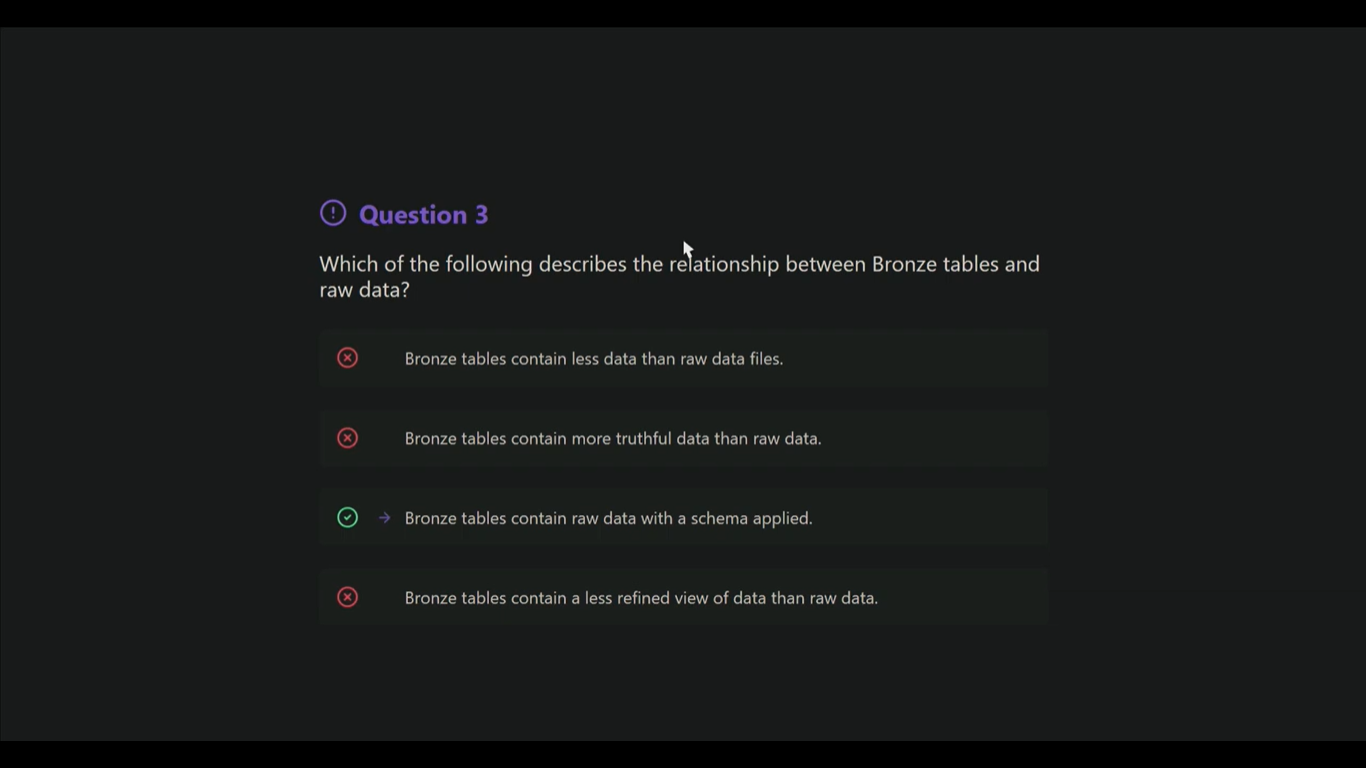 Question 3
Which of the following describes the relationship between Bronze tables and
raw data?
Bronze tables contain less data than raw data files.
Bronze tables contain more truthful data than raw data.
Bronze tables contain raw data with a schema applied.
Bronze tables contain a less refined view of data than raw data.